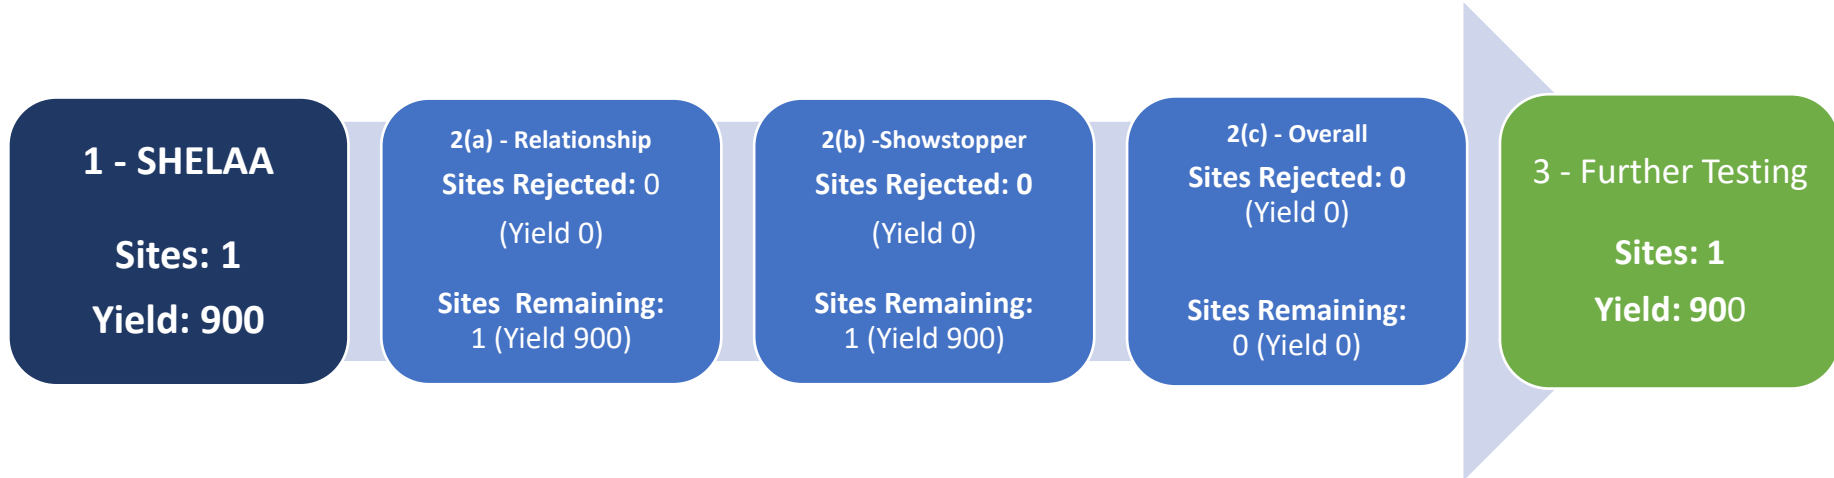 1 - SHELAA
Sites: 1
Yield: 900
2(a) - Relationship
Sites Rejected: 0
(Yield 0)
Sites  Remaining:
1 (Yield 900)
2(b) -Showstopper
Sites Rejected: 0
(Yield 0)
Sites Remaining:
1 (Yield 900)
2(c) - Overall
Sites Rejected: 0
(Yield 0)
Sites Remaining:
0 (Yield 0)
3 - Further Testing
Sites: 1
Yield: 900